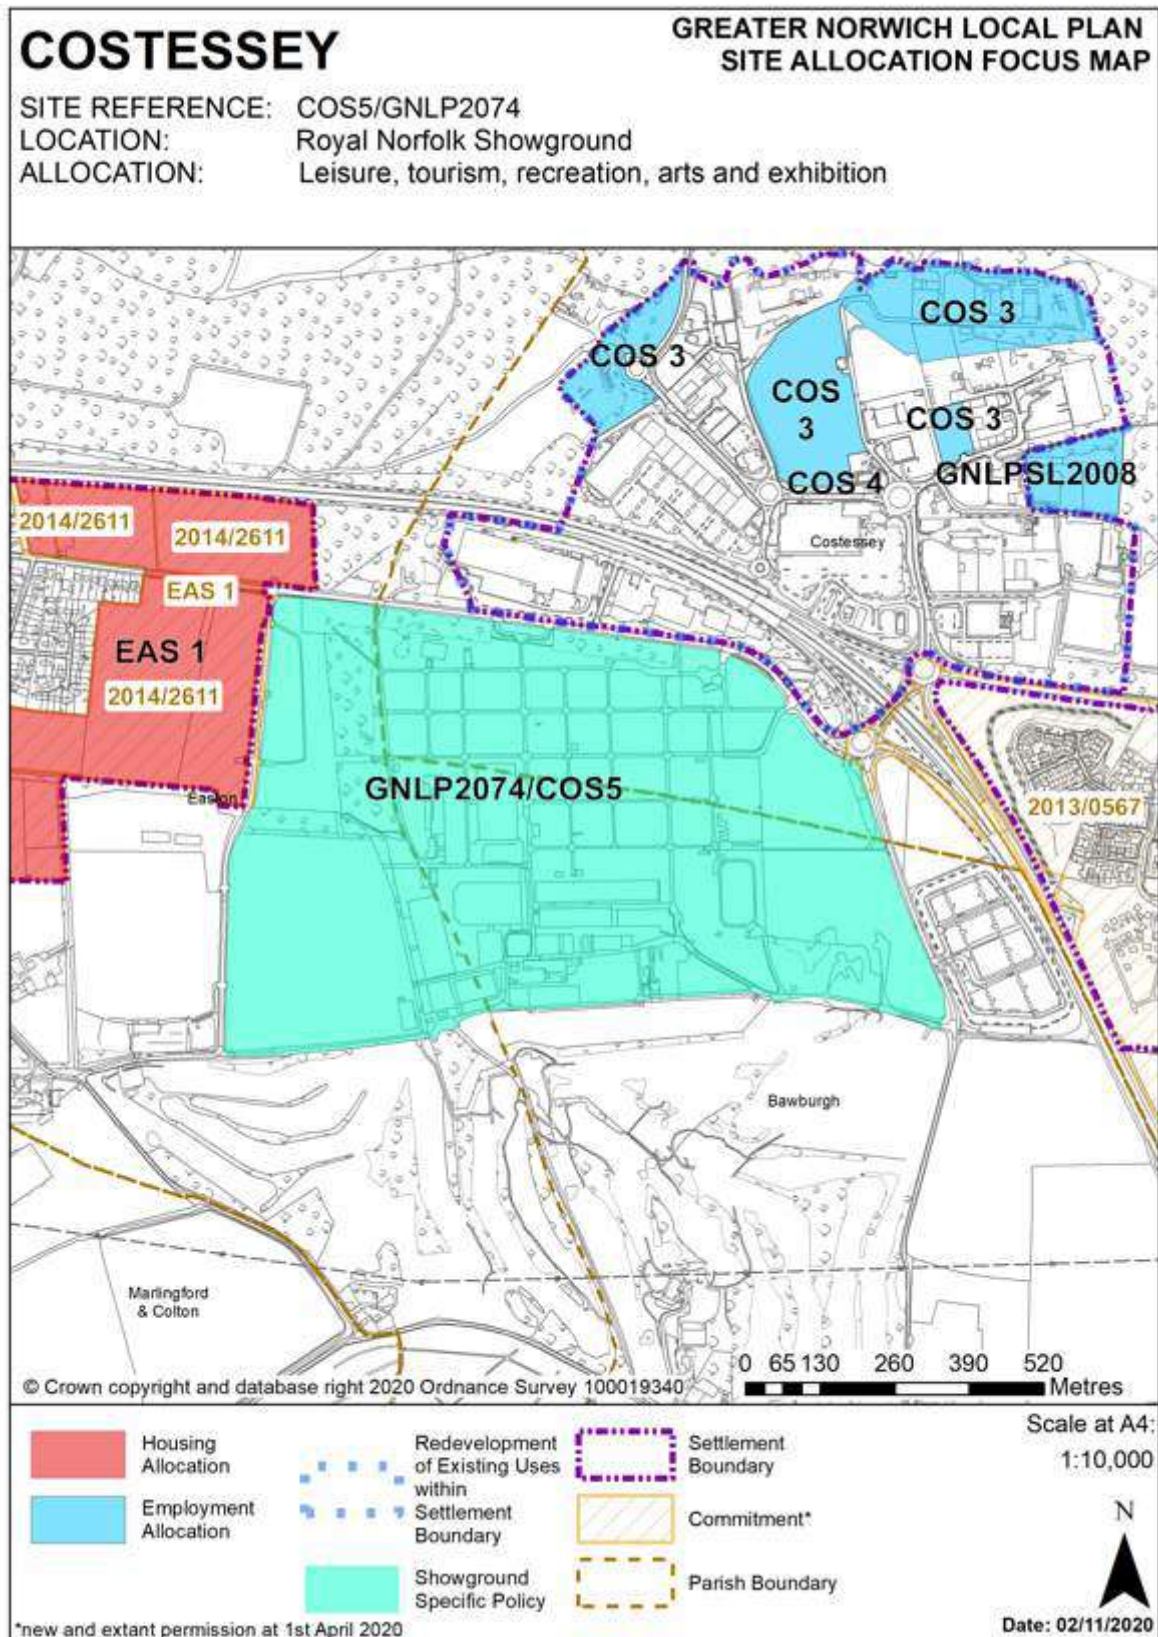 COSTESSEY
GREATER NORWICH LOCAL PLAN
SITE ALLOCATION FOCUS MAP
SITE REFERENCE: COS5/GNLP2074
LOCATION: Royal Norfolk Showground
ALLOCATION: Leisure, tourism, recreation, arts and exhibition
COS 3
COS 3
COS
3
COS 3
GNLPSL2008
COS 4
2014/2611
2014/2611
Costessey
EAS 1
EAS 1
2014/2611
GNLP2074/COS5
Easton
2013/0567
Bawburgh
Marlingford
& Colton
0 65 130 260 390 520
Metres
© Crown copyright and database right 2020 Ordnance Survey 100019340
Housing
Allocation
Employment
Allocation
Redevelopment
of Existing Uses
within
Settlement
Boundary
Showground
Specific Policy
Settlement
Boundary
Commitment*
Parish Boundary
Scale at A4:
1:10,000
N
*new and extant permission at 1st April 2020
Date: 02/11/2020